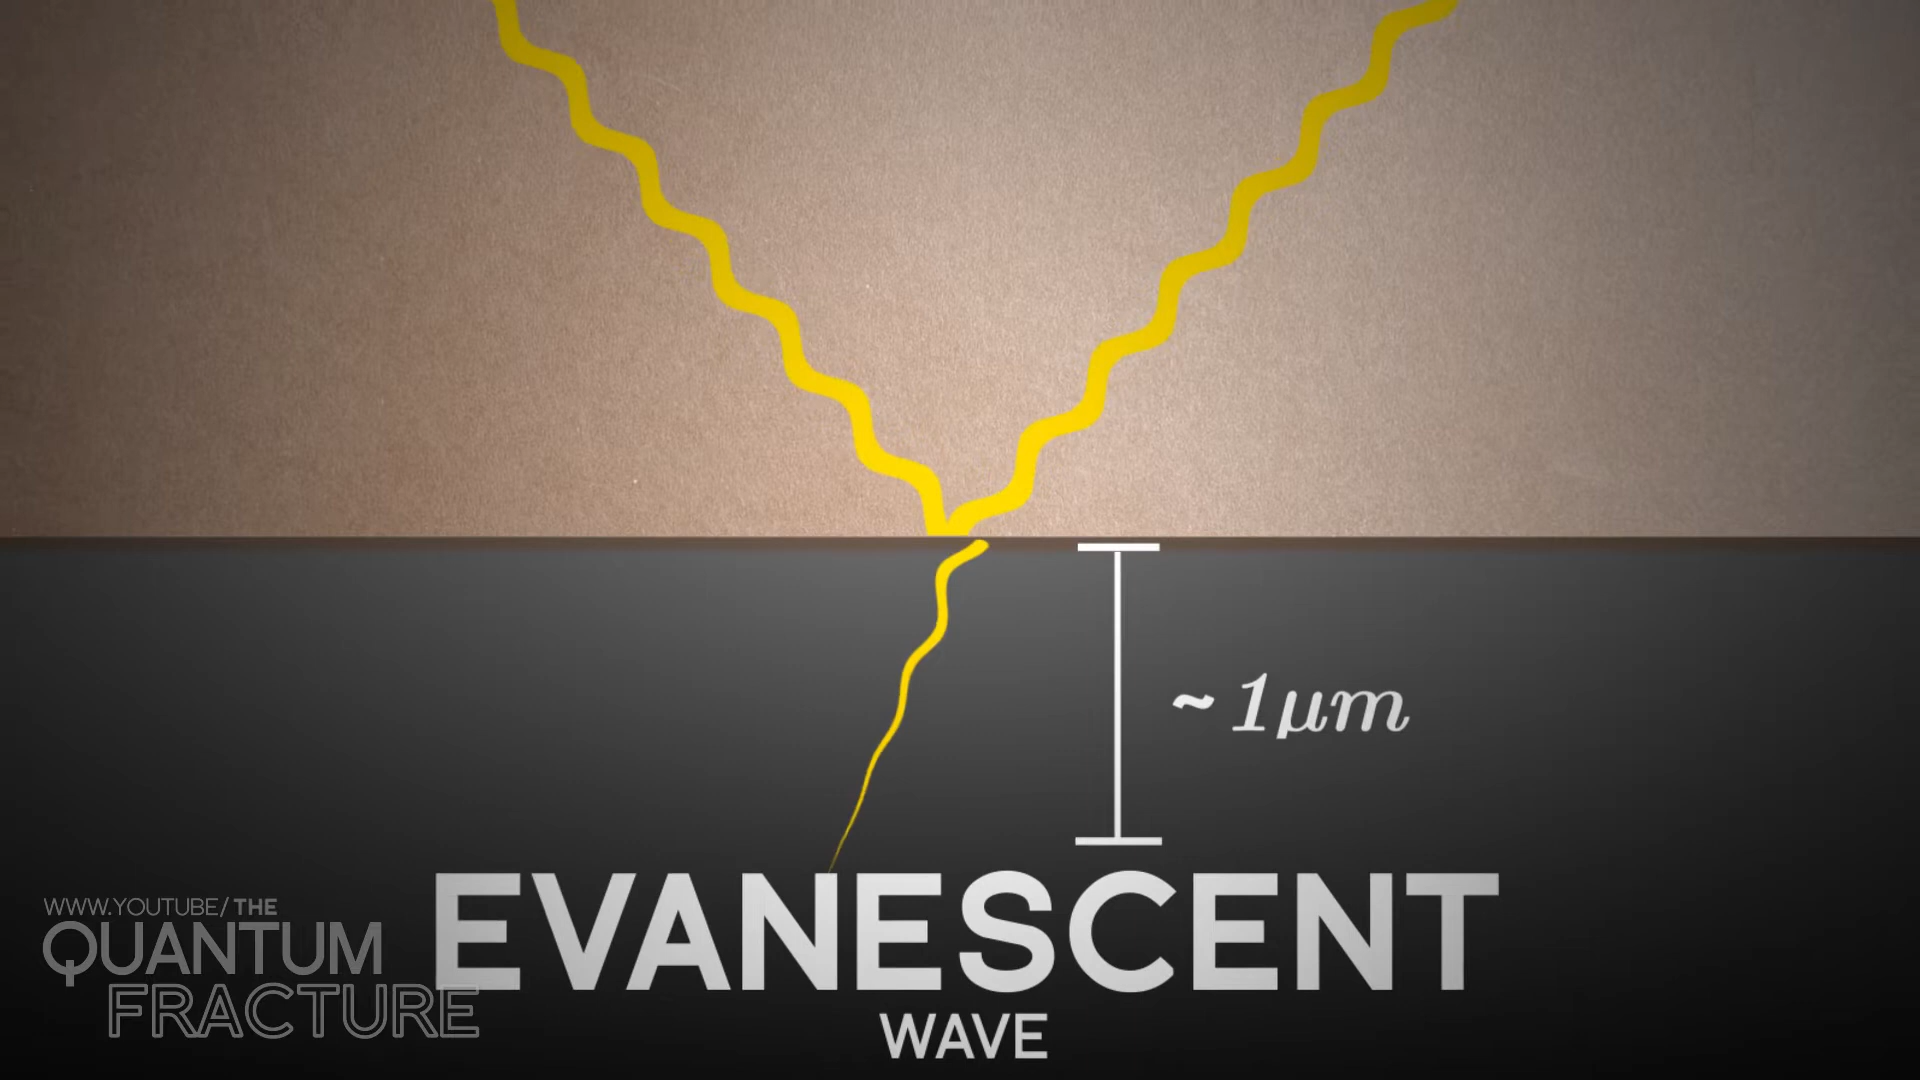 ~ 1μm
EVANESCENT
WAVE
WWW.YOUTUBE/THE
QUANTUM
FRACTURE